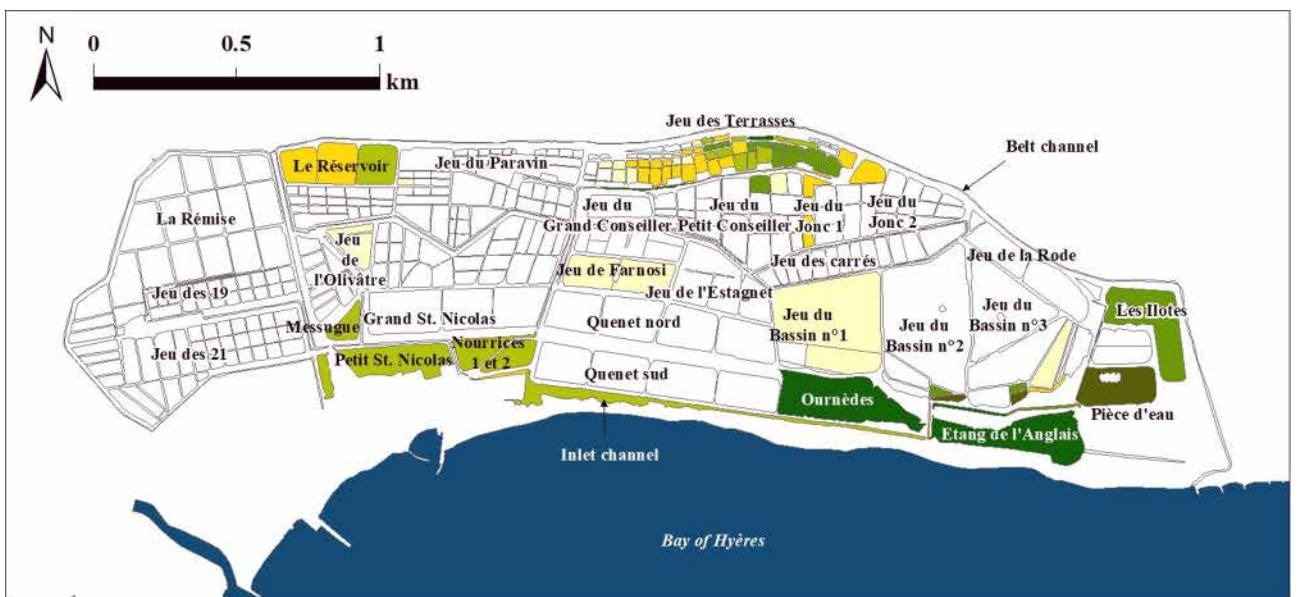 N
0 0.5 1
km
Jeu des Terrasses
Belt channel
Le Réservoir
Jeu du Paravin
La Rémise
Jeu du
Grand Conseiller
Jeu du
Petit Conseiller
Jeu du
Jonc 1
Jeu du
Jonc 2
Jeu
de
l'Olivâtre
Jeu de Farnosi
Jeu des carrés
Jeu de la Rode
Jeu des 19
Jeu de l'Estagnet
Messugue
Grand St. Nicolas
Quenet nord
Jeu du
Bassin n°1
Jeu du
Bassin n°2
Jeu du
Bassin n°3
Les Ilotes
Jeu des 21
Petit St. Nicolas
Nourrices
1 et 2
Quenet sud
Ournèdes
Pièce d'eau
Etang de l'Anglais
Inlet channel
Bay of Hyères